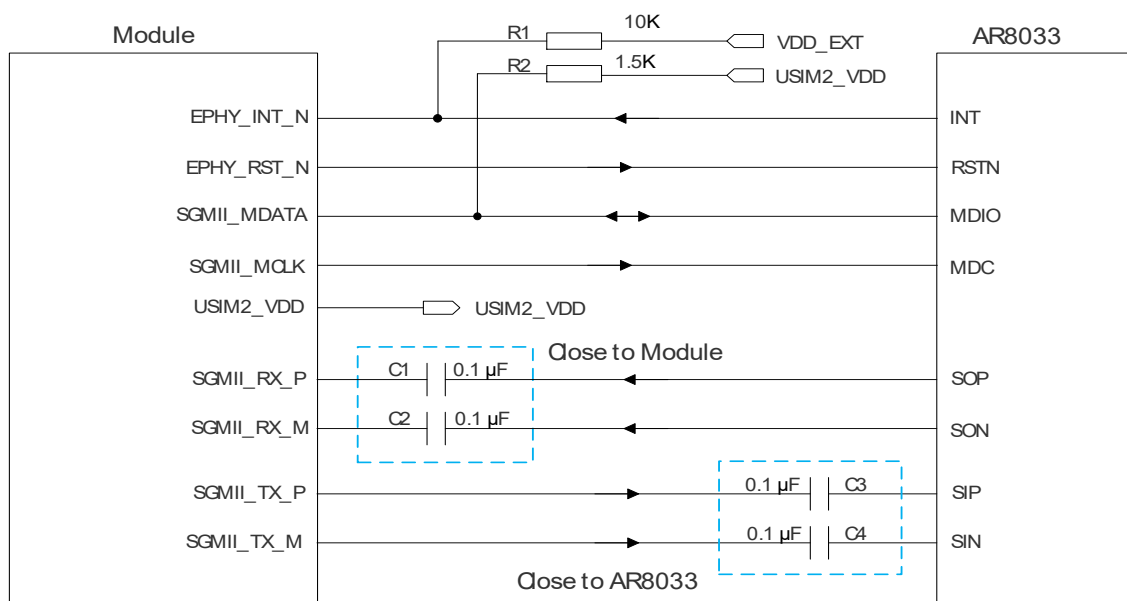 Module
R1 10K VDD_EXT
AR8033
R2 1.5K USIM2_VDD
EPHY_INT_N INT
EPHY_RST_N RSTN
SGMII_MDATA MDIO
SGMII_MCLK MDC
USIM2_VDD USIM2_VDD
Close to Module
SGMII_RX_P C1 0.1 µF SOP
SGMII_RX_M C2 0.1 µF SON
SGMII_TX_P 0.1 µF C3 SIP
SGMII_TX_M 0.1 µF C4 SIN
Close to AR8033